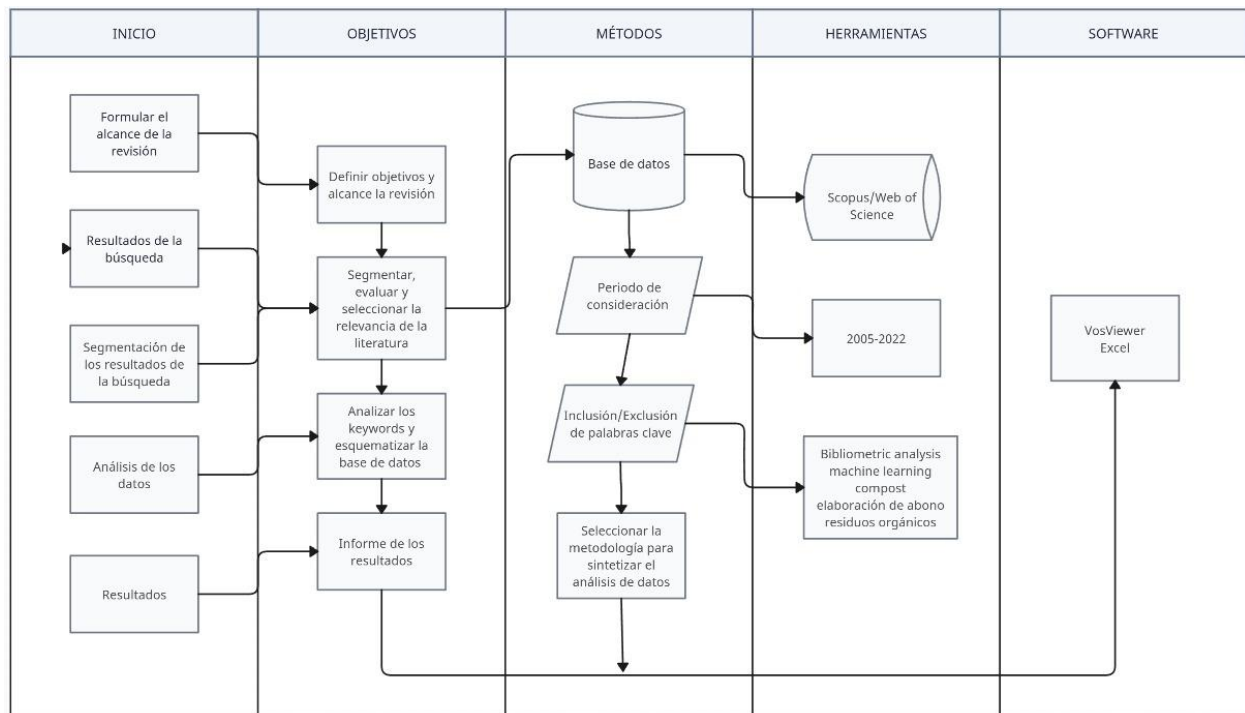 INICIO
OBJETIVOS
MÉTODOS
HERRAMIENTAS
SOFTWARE
Formular el
alcance de la
revisión
Resultados de la
búsqueda
Segmentación de
los resultados de
la búsqueda
Análisis de los
datos
Resultados
Definir objetivos y
alcance la revisión
Segmentar,
evaluar y
seleccionar la
relevancia de la
literatura
Analizar los
keywords y
esquematizar la
base de datos
Informe de los
resultados
Base de datos
Periodo de
consideración
Inclusión/Exclusión
de palabras clave
Seleccionar la
metodología para
sintetizar el
análisis de datos
Scopus/Web of
Science
2005-2022
Bibliometric analysis
machine learning
compost
elaboración de abono
residuos orgánicos
VosViewer
Excel